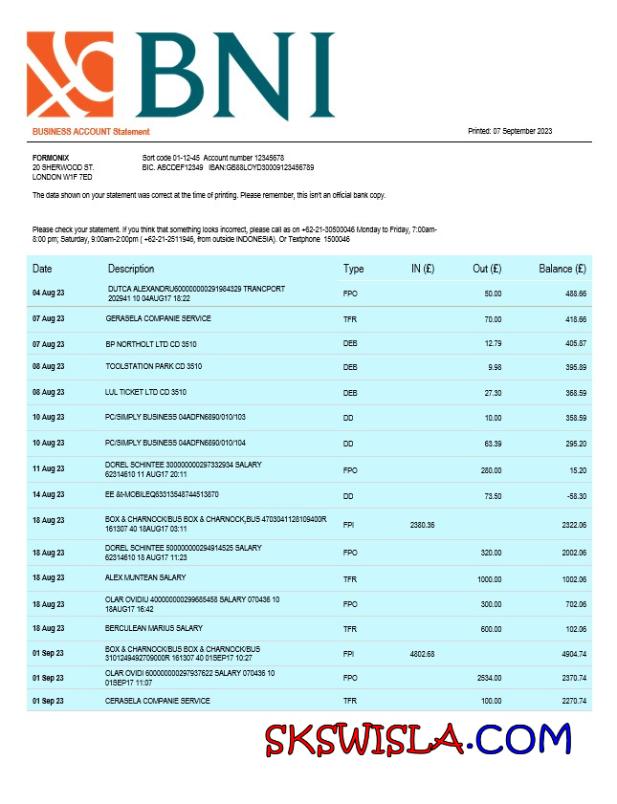 BNI
BUSINESS ACCOUNT Statement
Printed: 07 September 2023
FORMONIX
20 SHERWOOD ST.
LONDON W1F 7ED
Sort code 01-12-45 Account number 12345678
BIC. ABCDEF12349 IBAN:GB88LOYD30009123456789
The data shown on your statement was correct at the time of printing. Please remember, this isn't an official bank copy.
Please check your statement. If you think that something looks incorrect, please call as on +62-21-30500046 Monday to Friday, 7:00am-
8:00 pm; Saturday, 9:00am-2:00pm ( +62-21-2511946, from outside INDONESIA). Or Textphone 1500046
Date Description Type IN (£) Out (£) Balance (£)
04 Aug 23 DUTCA ALEXANDRU600000000291984329 TRANCPORT FPO 50.00 488.66
202941 10 04AUG17 18:22
07 Aug 23 GERASELA COMPANIE SERVICE TFR 70.00 418.66
07 Aug 23 BP NORTHOLT LTD CD 3510 DEB 12.79 405.87
08 Aug 23 TOOLSTATION PARK CD 3510 DEB 9.98 395.89
08 Aug 23 LUL TICKET LTD CD 3510 DEB 27.30 368.59
10 Aug 23 PC/SIMPLY BUSINESS 04ADFN6890/010/103 DD 10.00 358.59
10 Aug 23 PC/SIMPLY BUSINESS 04ADFN6890/010/104 DD 63.39 295.20
11 Aug 23 DOREL SCHINTEE 300000000297332934 SALARY FPO 280.00 15.20
62314610 11 AUG17 20:11
14 Aug 23 EE &t-MOBILEQ63313548744513870 DD 73.50 -58.30
18 Aug 23 BOX & CHARNOCK/BUS BOX & CHARNOCK,BUS 4703041128109400R FPI 2380.36 2322.06
161307 40 18AUG17 03:11
18 Aug 23 DOREL SCHINTEE 500000000294914525 SALARY FPO 320.00 2002.06
62314610 18 AUG17 11:23
18 Aug 23 ALEX MUNTEAN SALARY TFR 1000.00 1002.06
18 Aug 23 OLAR OVIDIU 400000000299685458 SALARY 070436 10 FPO 300.00 702.06
18AUG17 16:42
18 Aug 23 BERCULEAN MARIUS SALARY TFR 600.00 102.06
01 Sep 23 BOX & CHARNOCK/BUS BOX & CHARNOCK/BUS FPI 4802.68 4904.74
3101249492709000R 161307 40 01SEP17 10:27
01 Sep 23 OLAR OVIDI 600000000297937622 SALARY 070436 10 FPO 2534.00 2370.74
01SEP17 11:07
01 Sep 23 CERASELA COMPANIE SERVICE TFR 100.00 2270.74
SKSWISLA.COM